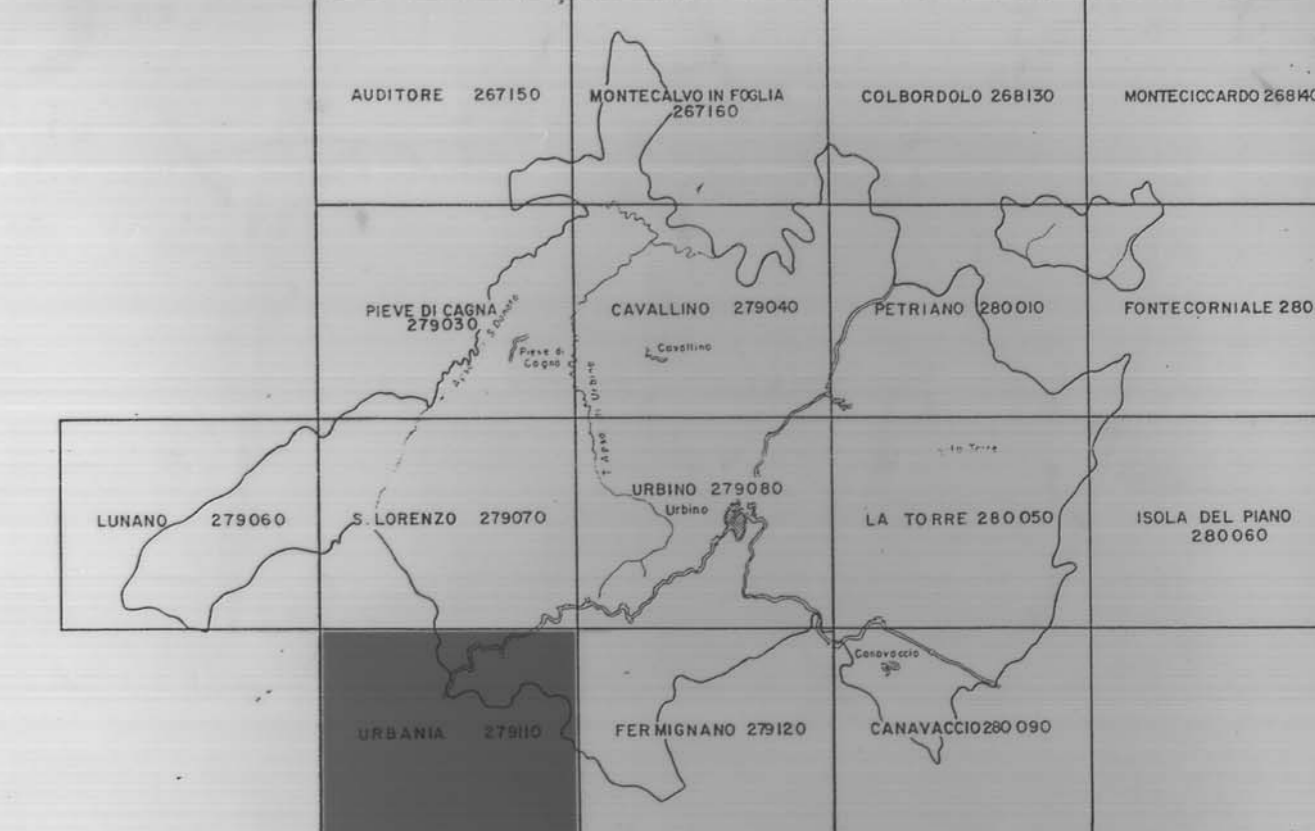 AUDITORE 267150
MONTECALVO IN FOGLIA
267160
COLBORDOLO 268130
MONTECICCARDO 268140
PIEVE DI CAGNA
279030
S. Donato
Pieve di
Cagna
CAVALLINO 279040
Cavallino
PETRIANO 280010
FONTECORNIALE 280
T. Apso di Urbino
LUNANO 279060
S. LORENZO 279070
URBINO 279080
Urbino
La Torre
LA TORRE 280050
ISOLA DEL PIANO
280060
URBANIA 279110
FERMIGNANO 279120
Canavaccio
CANAVACCIO 280090